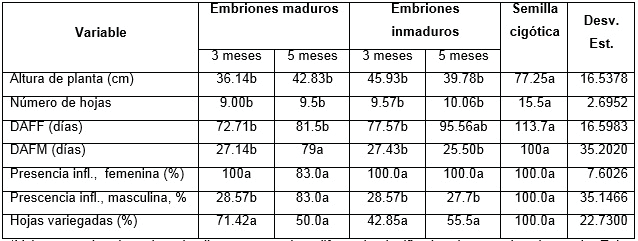 Variable Embriones maduros Embriones inmaduros Semilla cigótica Desv. Est.
3 meses 5 meses 3 meses 5 meses
Altura de planta (cm) 36.14b 42.83b 45.93b 39.78b 77.25a 16.5378
Número de hojas 9.00b 9.5b 9.57b 10.06b 15.5a 2.6952
DAFF (días) 72.71b 81.5b 77.57b 95.56ab 113.7a 16.5983
DAFM (días) 27.14b 79a 27.43b 25.50b 100a 35.2020
Presencia infl., femenina (%) 100a 83.0a 100.0a 100.0a 100.0a 7.6026
Prescencia infl., masculina, % 28.57b 83.0a 28.57b 27.7b 100.0a 35.1466
Hojas variegadas (%) 71.42a 50.0a 42.85a 55.5a 100.0a 22.7300